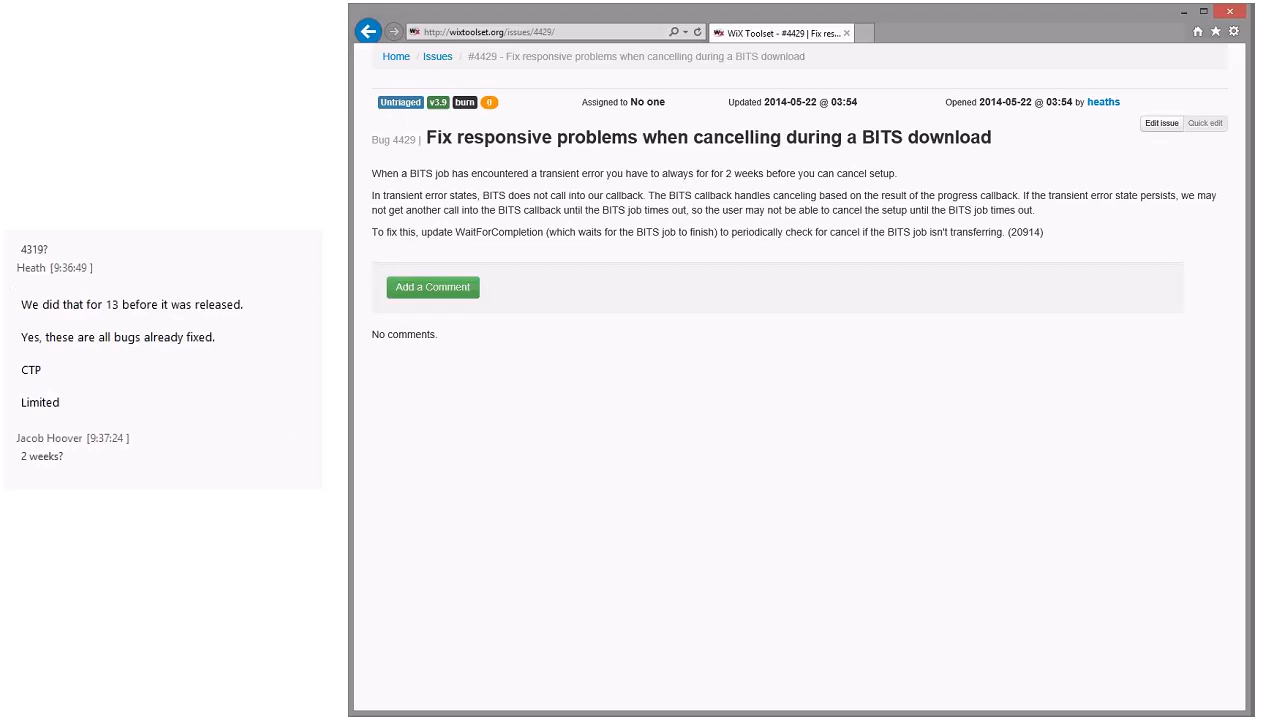 4319?
Heath [9:36:49 ]
We did that for 13 before it was released.
Yes, these are all bugs already fixed.
CTP
Limited
Jacob Hoover [9:37:24 ]
2 weeks?
http://wixtoolset.org/issues/4429/
WiX Toolset - #4429 | Fix res...
Home / Issues / #4429 - Fix responsive problems when cancelling during a BITS download
Untriaged v3.9 burn 0 Assigned to No one Updated 2014-05-22 @ 03:54 Opened 2014-05-22 @ 03:54 by heaths
Edit issue Quick edit
Bug 4429 | Fix responsive problems when cancelling during a BITS download
When a BITS job has encountered a transient error you have to always for for 2 weeks before you can cancel setup.
In transient error states, BITS does not call into our callback. The BITS callback handles canceling based on the result of the progress callback. If the transient error state persists, we may
not get another call into the BITS callback until the BITS job times out, so the user may not be able to cancel the setup until the BITS job times out.
To fix this, update WaitForCompletion (which waits for the BITS job to finish) to periodically check for cancel if the BITS job isn't transferring. (20914)
Add a Comment
No comments.